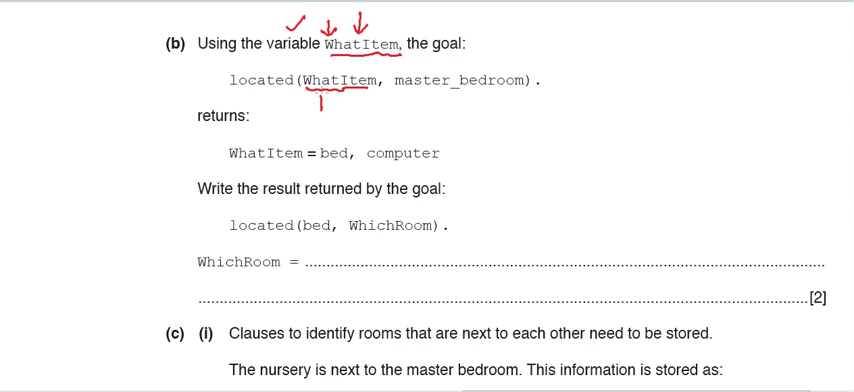 (b) Using the variable WhatItem, the goal:
located(WhatItem, master_bedroom).
returns:
WhatItem = bed, computer
Write the result returned by the goal:
located(bed, WhichRoom).
WhichRoom = ................................................................
................................................................[2]
(c) (i) Clauses to identify rooms that are next to each other need to be stored.
The nursery is next to the master bedroom. This information is stored as: